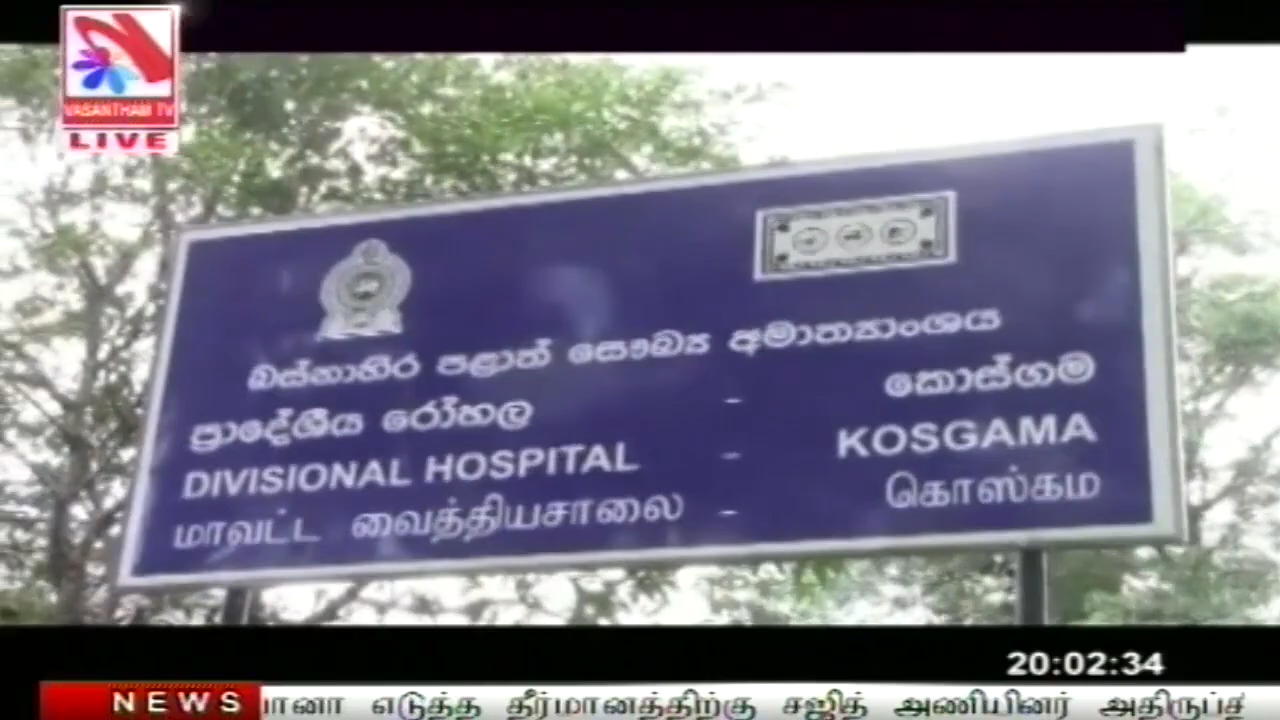 VASANTHAM TV
LIVE
බස්නාහිර පළාත් සෞඛ්‍ය අමාත්‍යාංශය
ප්‍රාදේශීය රෝහල - කොස්ගම
DIVISIONAL HOSPITAL - KOSGAMA
மாவட்ட வைத்தியசாலை - கொஸ்கம
20:02:34
NEWS எடுத்த தீர்மானத்திற்கு சஜித் அணியினர்